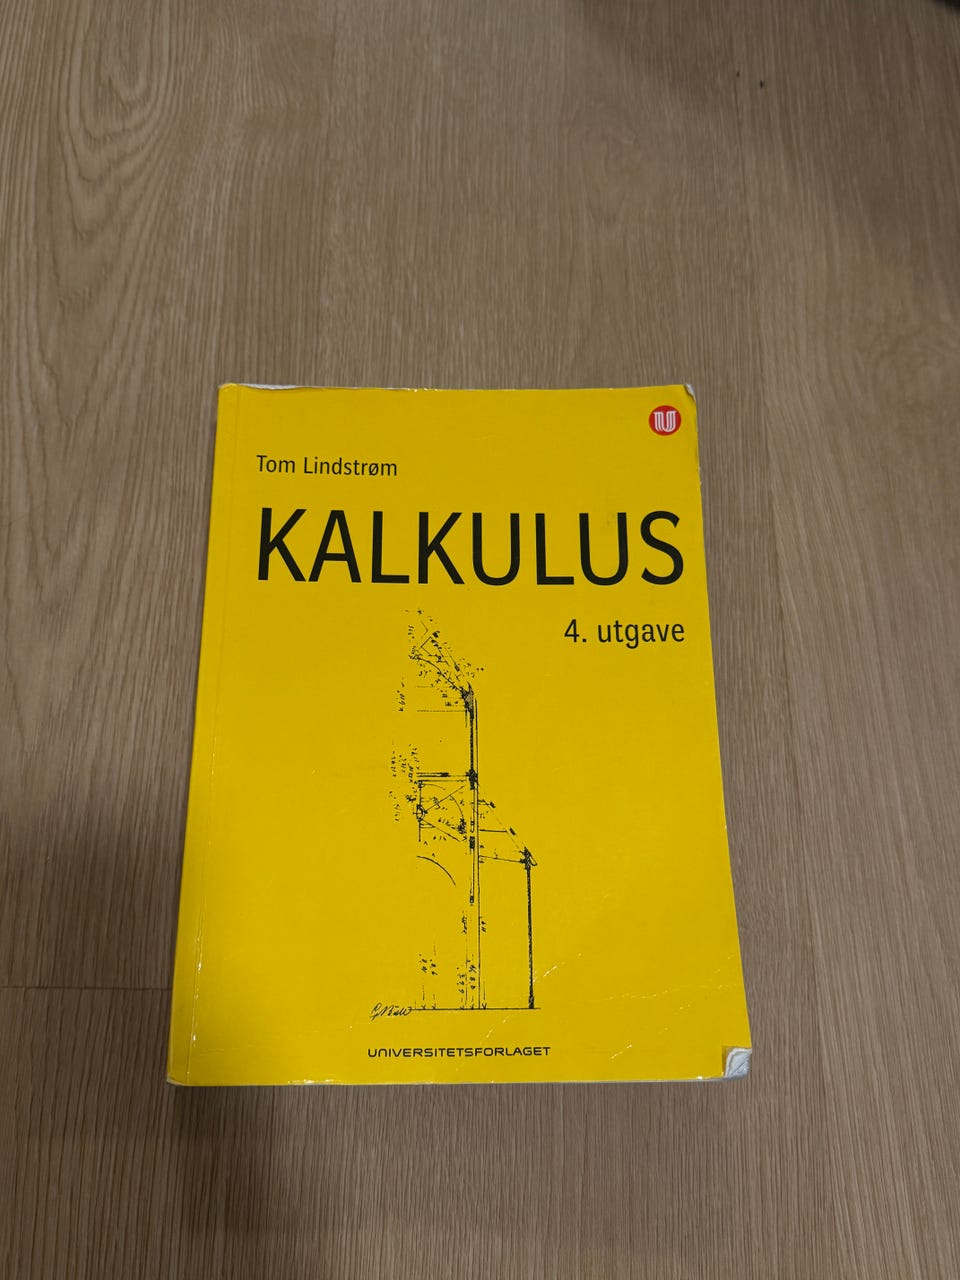 Tom Lindstrøm
KALKULUS
4. utgave
UNIVERSITETSFORLAGET